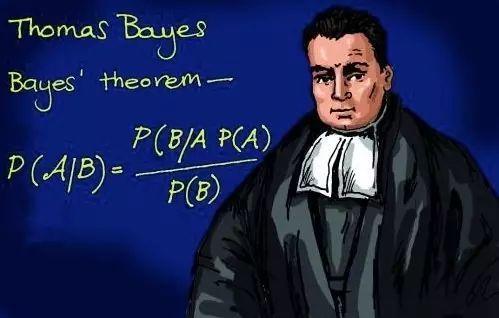 Thomas Bayes
Bayes' theorem —
P(A|B) = P(B/A P(A)
P(B)